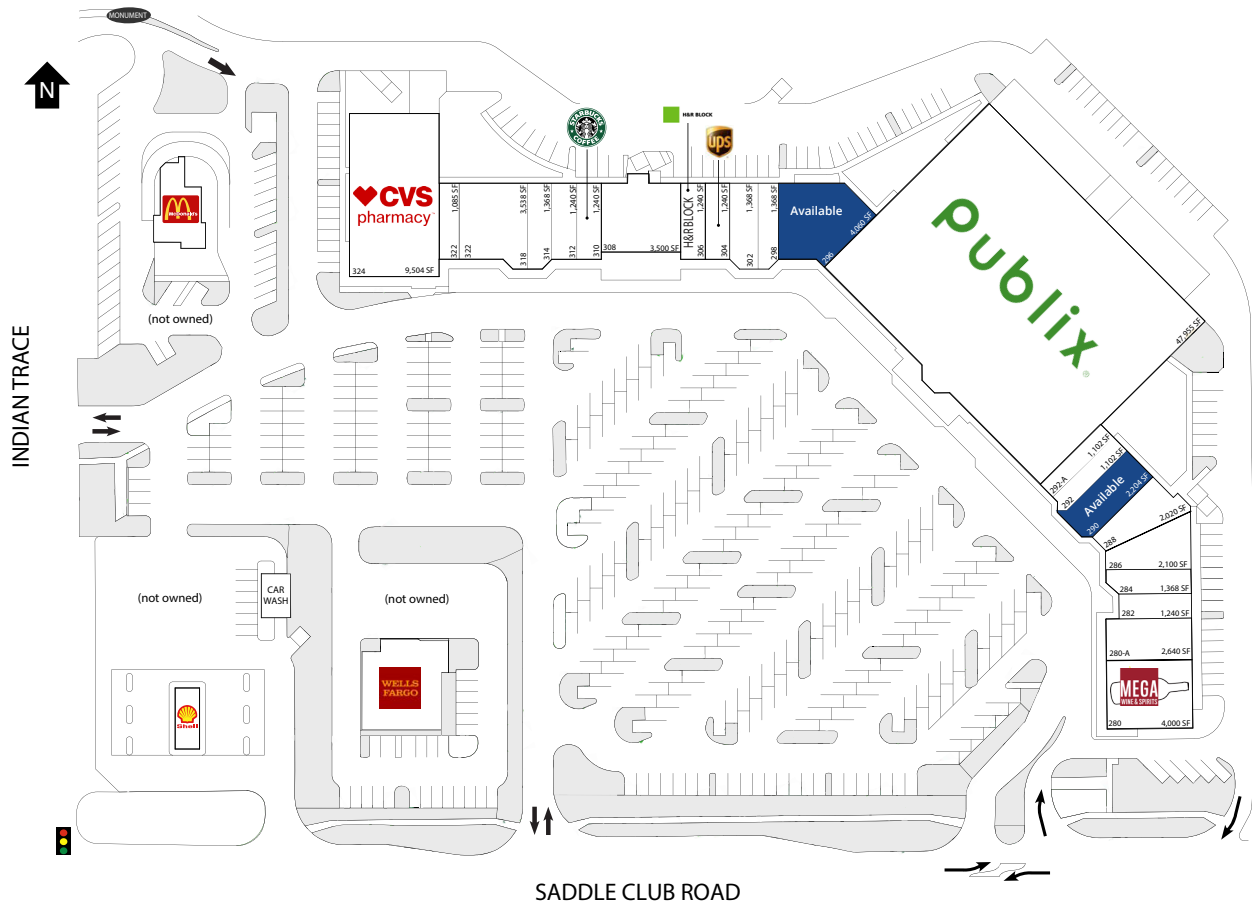 MONUMENT
N
STARBUCKS
COFFEE
H&R BLOCK
ups
CVS
pharmacy
324
9,504 SF
McDonald's
(not owned)
322
1,085 SF
322
318
3,538 SF
314
1,368 SF
312
1,240 SF
310
1,240 SF
308
3,500 SF
H&R BLOCK
306
1,240 SF
304
1,240 SF
302
1,368 SF
298
1,368 SF
Available
296
4,060 SF
Publix
47,955 SF
INDIAN TRACE
292-A
1,102 SF
292
1,102 SF
Available
290
2,204 SF
288
2,020 SF
286
2,100 SF
284
1,368 SF
282
1,240 SF
280-A
2,640 SF
MEGA
WINE & SPIRITS
280
4,000 SF
(not owned)
CAR
WASH
(not owned)
WELLS
FARGO
Shell
SADDLE CLUB ROAD